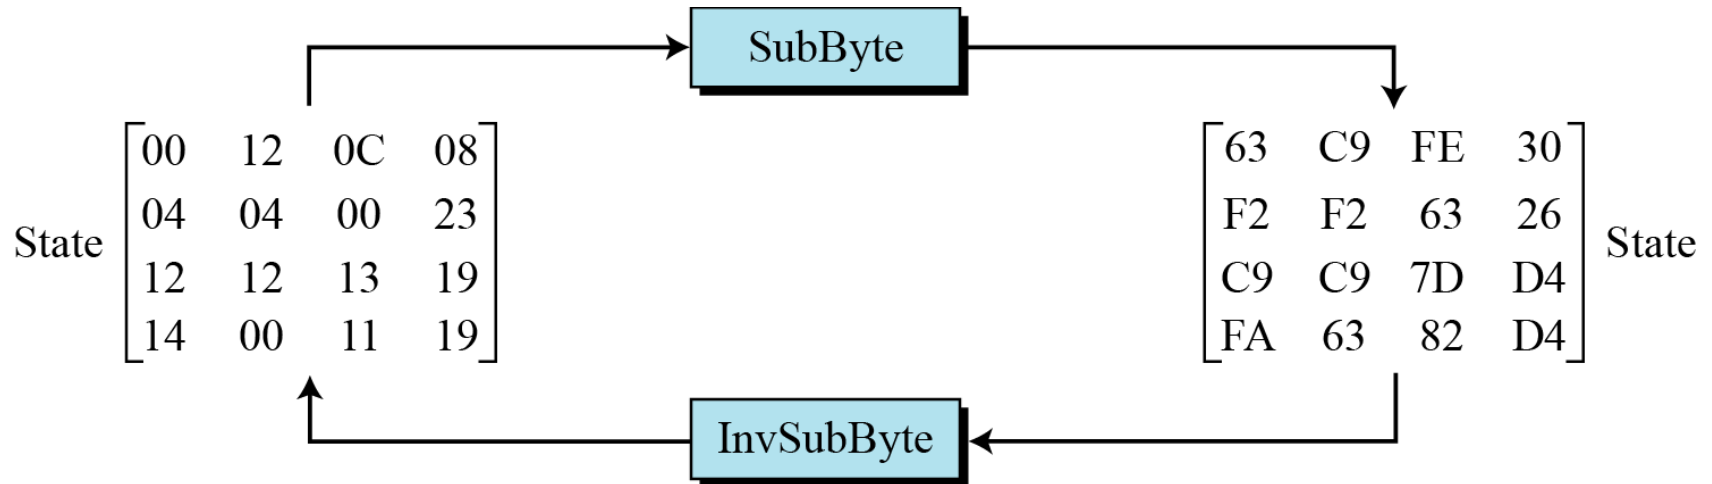 SubByte
00 12 0C 08
04 04 00 23
12 12 13 19
14 00 11 19
State
63 C9 FE 30
F2 F2 63 26
C9 C9 7D D4
FA 63 82 D4
State
InvSubByte